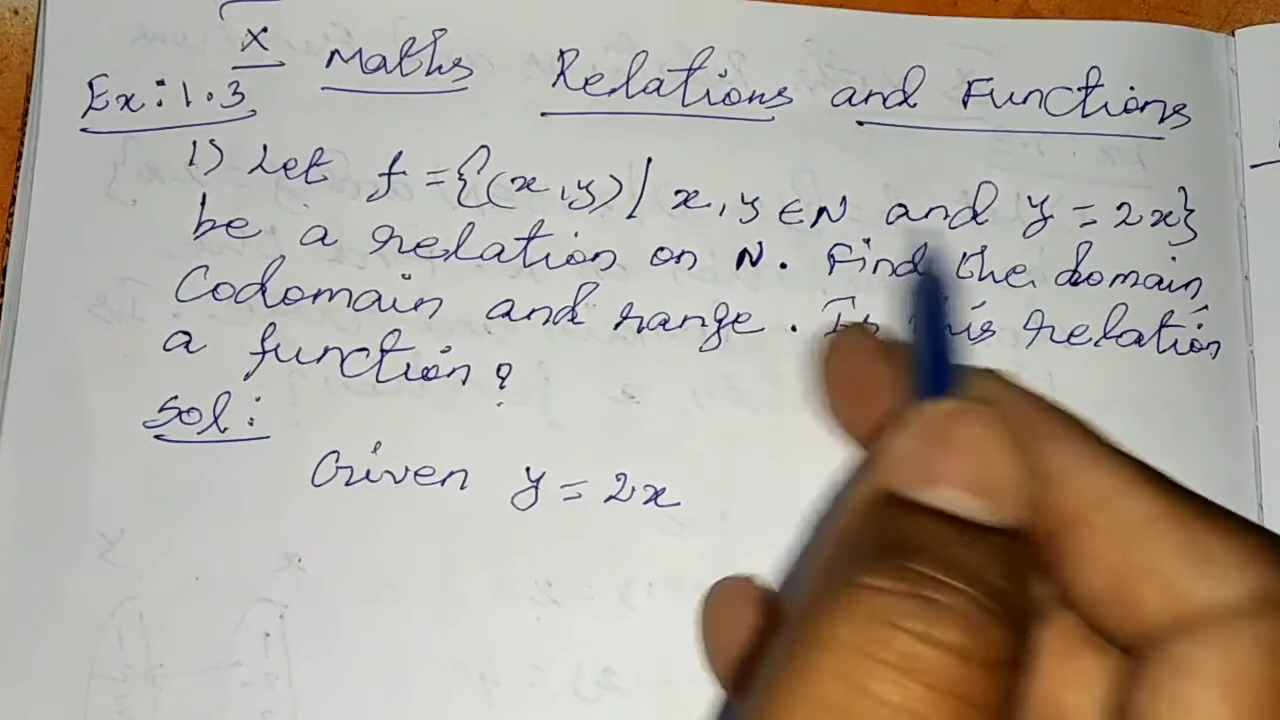 X Maths Relations and Functions
Ex: 1.3
1) Let f = {(x,y) / x,y ∈ N and y = 2x}
be a relation on N. Find the domain,
Codomain and range. Is this relation
a function?
Sol:
Given y = 2x